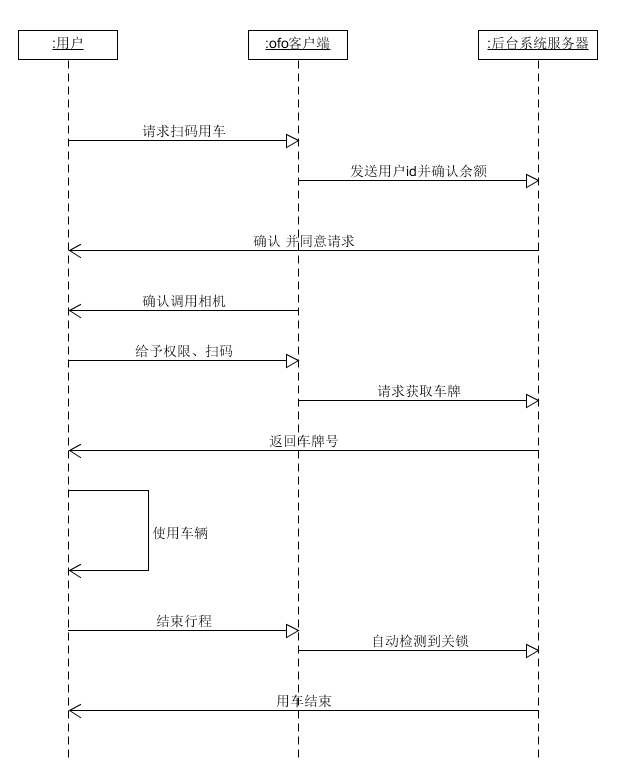 :用户
:ofo客户端
:后台系统服务器
请求扫码用车
发送用户id并确认余额
确认 并同意请求
确认调用相机
给予权限、扫码
请求获取车牌
返回车牌号
使用车辆
结束行程
自动检测到关锁
用车结束